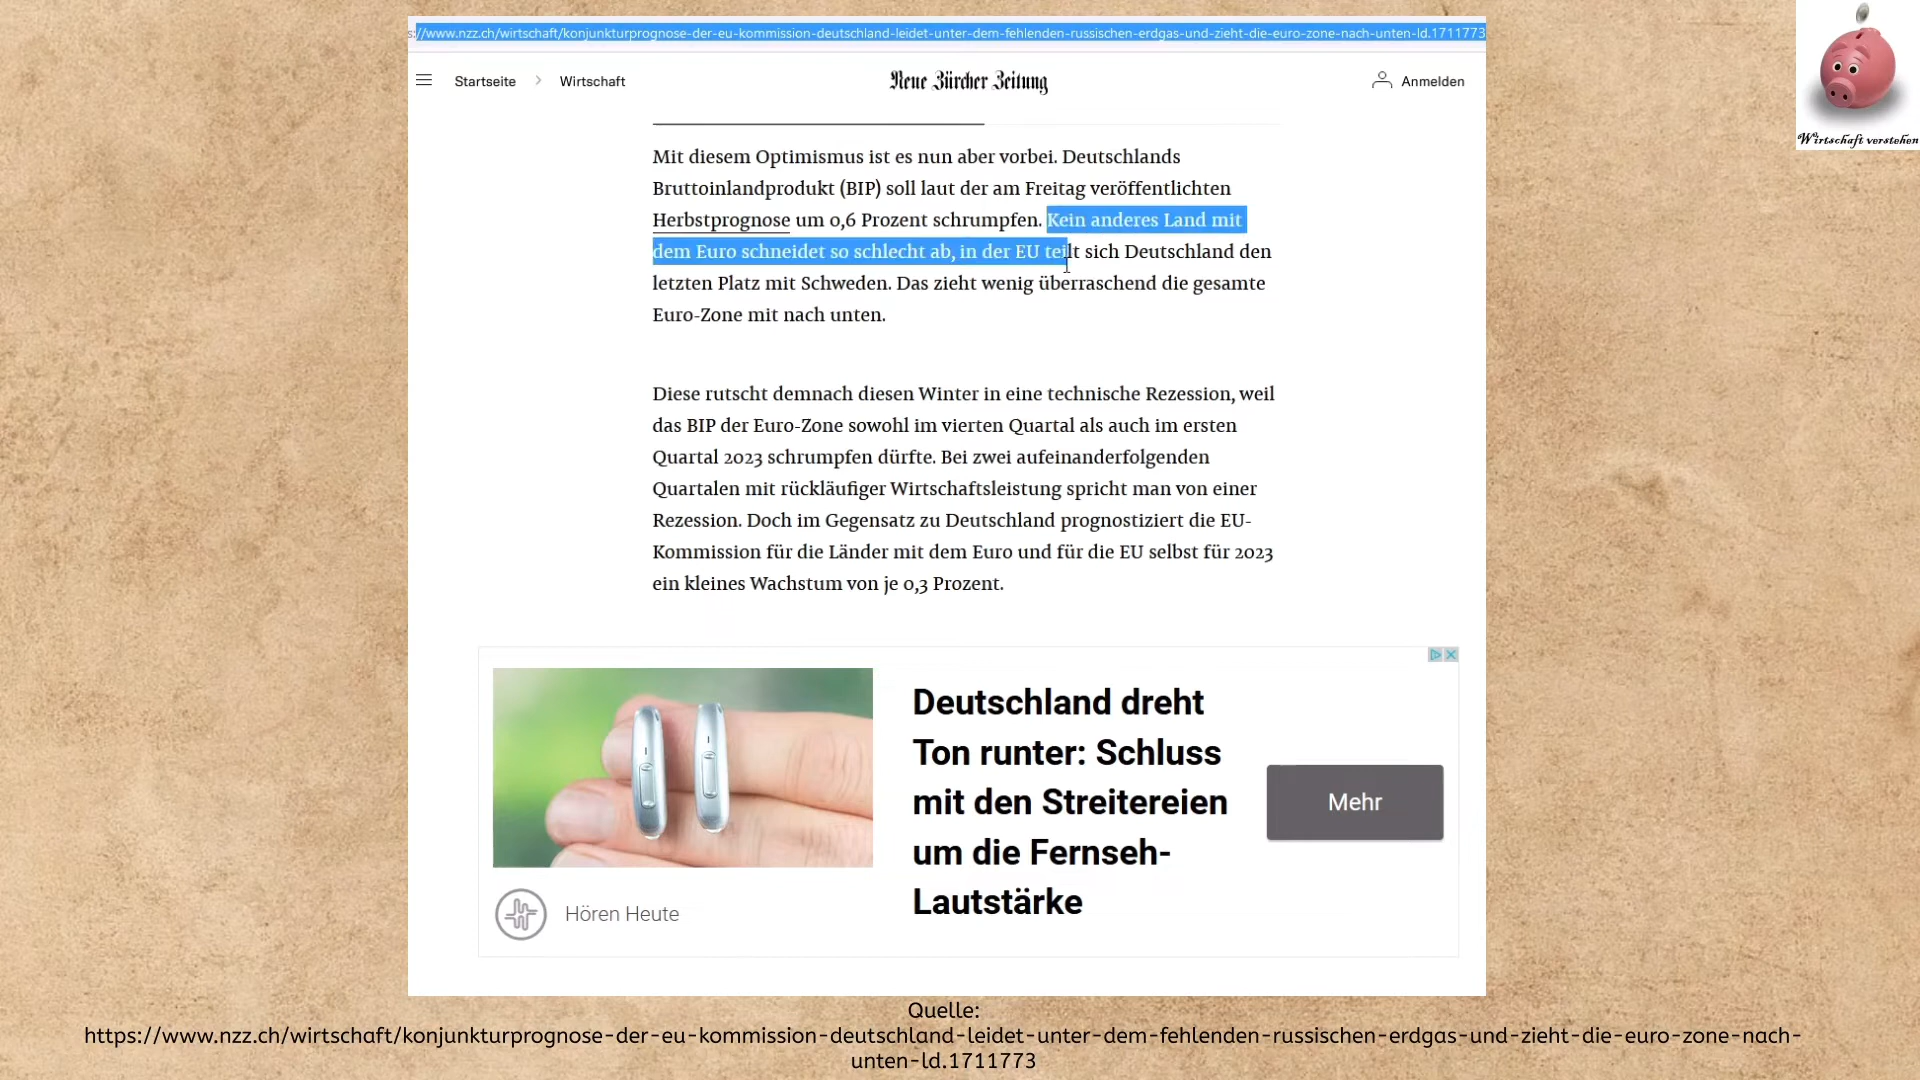 s://www.nzz.ch/wirtschaft/konjunkturprognose-der-eu-kommission-deutschland-leidet-unter-dem-fehlenden-russischen-erdgas-und-zieht-die-euro-zone-nach-unten-ld.1711773
Startseite > Wirtschaft
Neue Zürcher Zeitung
Anmelden
Wirtschaft verstehen
Mit diesem Optimismus ist es nun aber vorbei. Deutschlands
Bruttoinlandprodukt (BIP) soll laut der am Freitag veröffentlichten
Herbstprognose um 0,6 Prozent schrumpfen. Kein anderes Land mit
dem Euro schneidet so schlecht ab, in der EU teilt sich Deutschland den
letzten Platz mit Schweden. Das zieht wenig überraschend die gesamte
Euro-Zone mit nach unten.
Diese rutscht demnach diesen Winter in eine technische Rezession, weil
das BIP der Euro-Zone sowohl im vierten Quartal als auch im ersten
Quartal 2023 schrumpfen dürfte. Bei zwei aufeinanderfolgenden
Quartalen mit rückläufiger Wirtschaftsleistung spricht man von einer
Rezession. Doch im Gegensatz zu Deutschland prognostiziert die EU-
Kommission für die Länder mit dem Euro und für die EU selbst für 2023
ein kleines Wachstum von je 0,3 Prozent.
Deutschland dreht
Ton runter: Schluss
mit den Streitereien
um die Fernseh-
Lautstärke
Mehr
Hören Heute
Quelle:
https://www.nzz.ch/wirtschaft/konjunkturprognose-der-eu-kommission-deutschland-leidet-unter-dem-fehlenden-russischen-erdgas-und-zieht-die-euro-zone-nach-
unten-ld.1711773